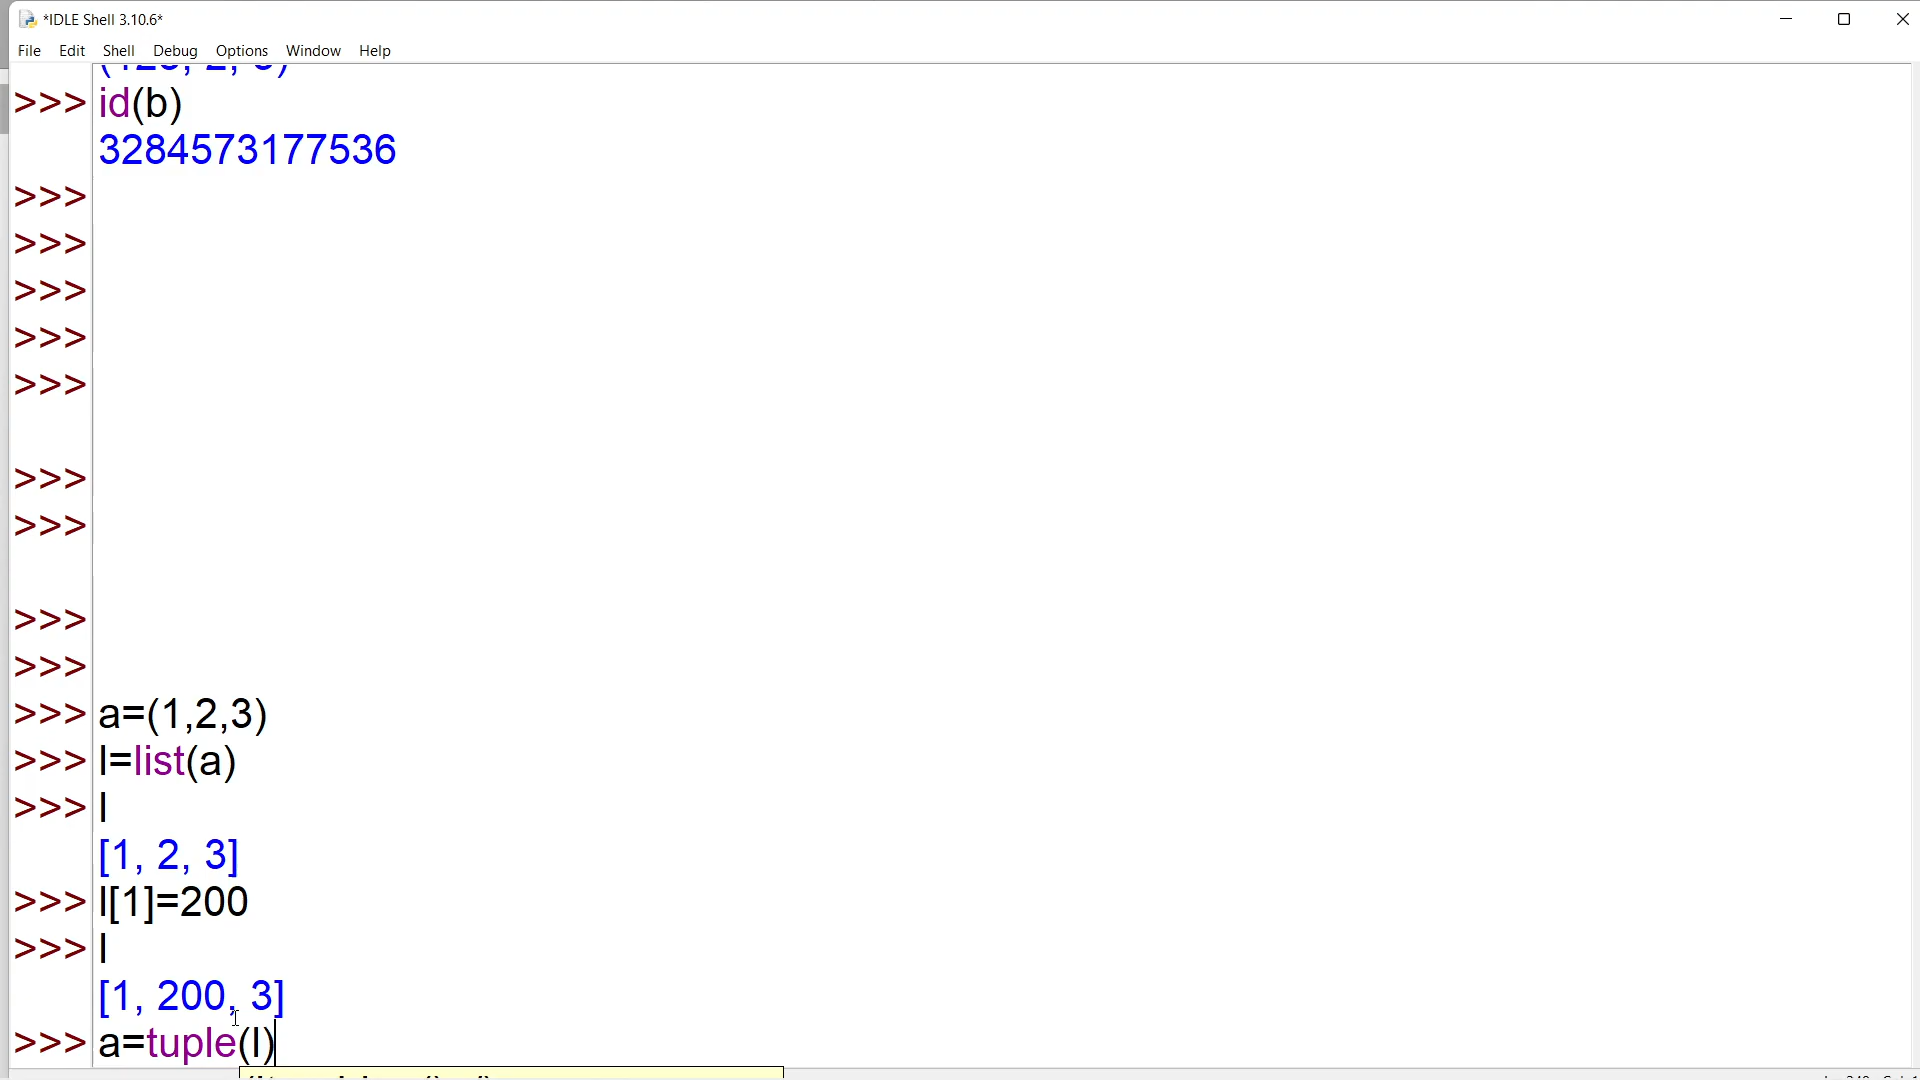 *IDLE Shell 3.10.6*
File Edit Shell Debug Options Window Help
>>> id(b)
3284573177536
>>>
>>>
>>>
>>>
>>>
>>>
>>>
>>>
>>>
>>> a=(1,2,3)
>>> l=list(a)
>>> l
[1, 2, 3]
>>> l[1]=200
>>> l
[1, 200, 3]
>>> a=tuple(l)